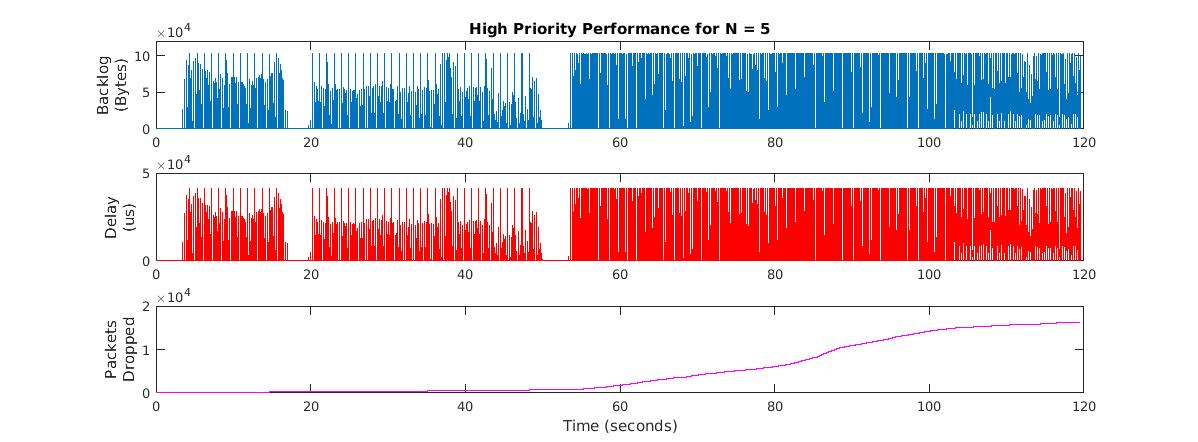 High Priority Performance for N = 5
×10^4
Backlog
(Bytes)
10
5
0
0 20 40 60 80 100 120
×10^4
Delay
(us)
5
0
0 20 40 60 80 100 120
×10^4
Packets
Dropped
2
1
0
0 20 40 60 80 100 120
Time (seconds)